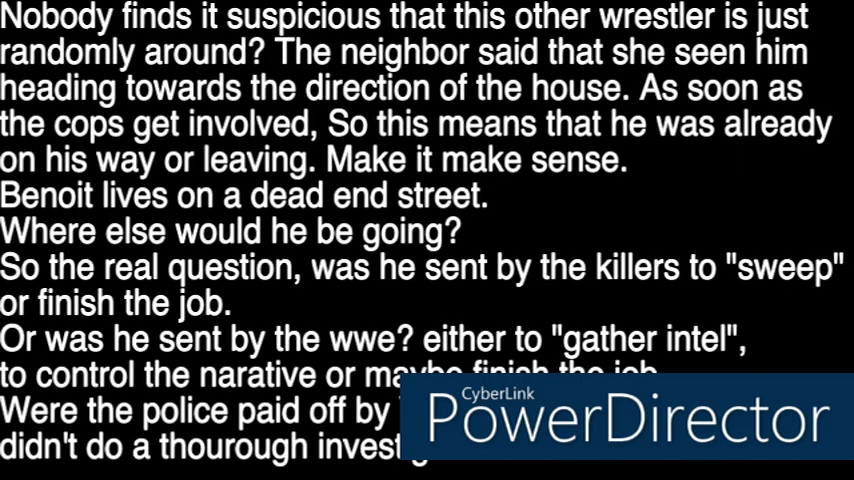 Nobody finds it suspicious that this other wrestler is just
randomly around? The neighbor said that she seen him
heading towards the direction of the house. As soon as
the cops get involved, So this means that he was already
on his way or leaving. Make it make sense.
Benoit lives on a dead end street.
Where else would he be going?
So the real question, was he sent by the killers to "sweep"
or finish the job.
Or was he sent by the wwe? either to "gather intel",
to control the narative or maybe finish the job
Were the police paid off by
didn't do a thourough
CyberLink
PowerDirector